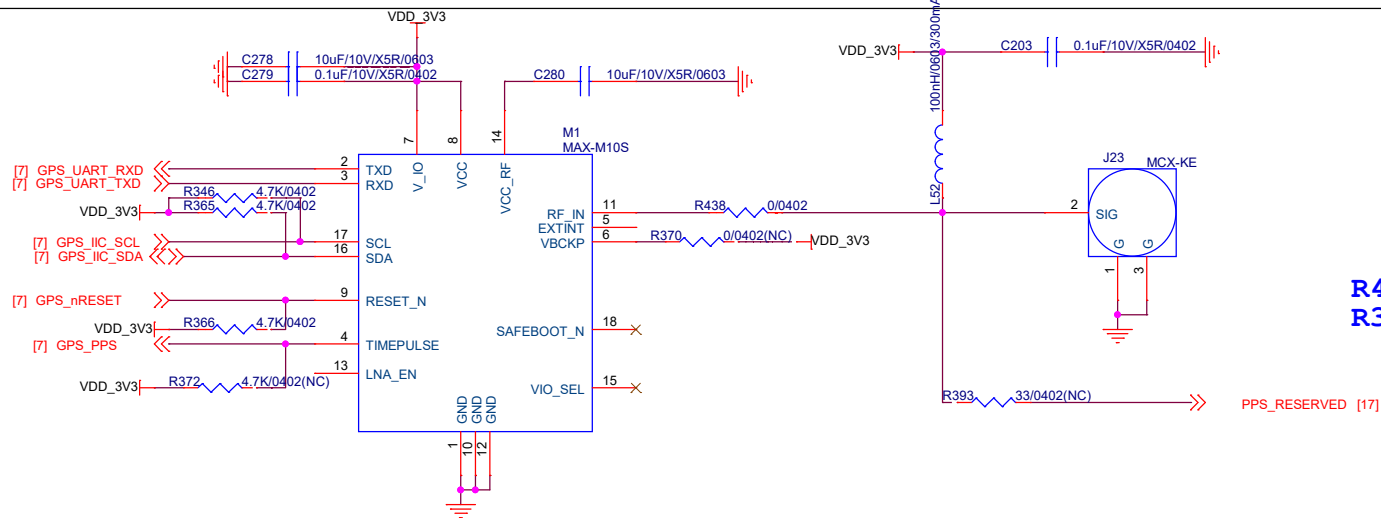 VDD_3V3
C278 10uF/10V/X5R/0603
C279 0.1uF/10V/X5R/0402
C280 10uF/10V/X5R/0603
VDD_3V3
100nH/0603/300mA
L52
C203 0.1uF/10V/X5R/0402
M1
MAX-M10S
7 V_IO
8 VCC
14 VCC_RF
[7] GPS_UART_RXD 2 TXD
[7] GPS_UART_TXD 3 RXD
R346 4.7K/0402
VDD_3V3 R365 4.7K/0402
[7] GPS_IIC_SCL 17 SCL
[7] GPS_IIC_SDA 16 SDA
[7] GPS_nRESET 9 RESET_N
VDD_3V3 R366 4.7K/0402
[7] GPS_PPS 4 TIMEPULSE
13 LNA_EN
VDD_3V3 R372 4.7K/0402(NC)
RF_IN 11 R438 0/0402
EXTINT 5
VBCKP 6 R370 0/0402(NC) VDD_3V3
SAFEBOOT_N 18
VIO_SEL 15
GND GND GND
1 10 12
J23 MCX-KE
2 SIG
G G
1 3
R4
R3
R393 33/0402(NC) PPS_RESERVED [17]